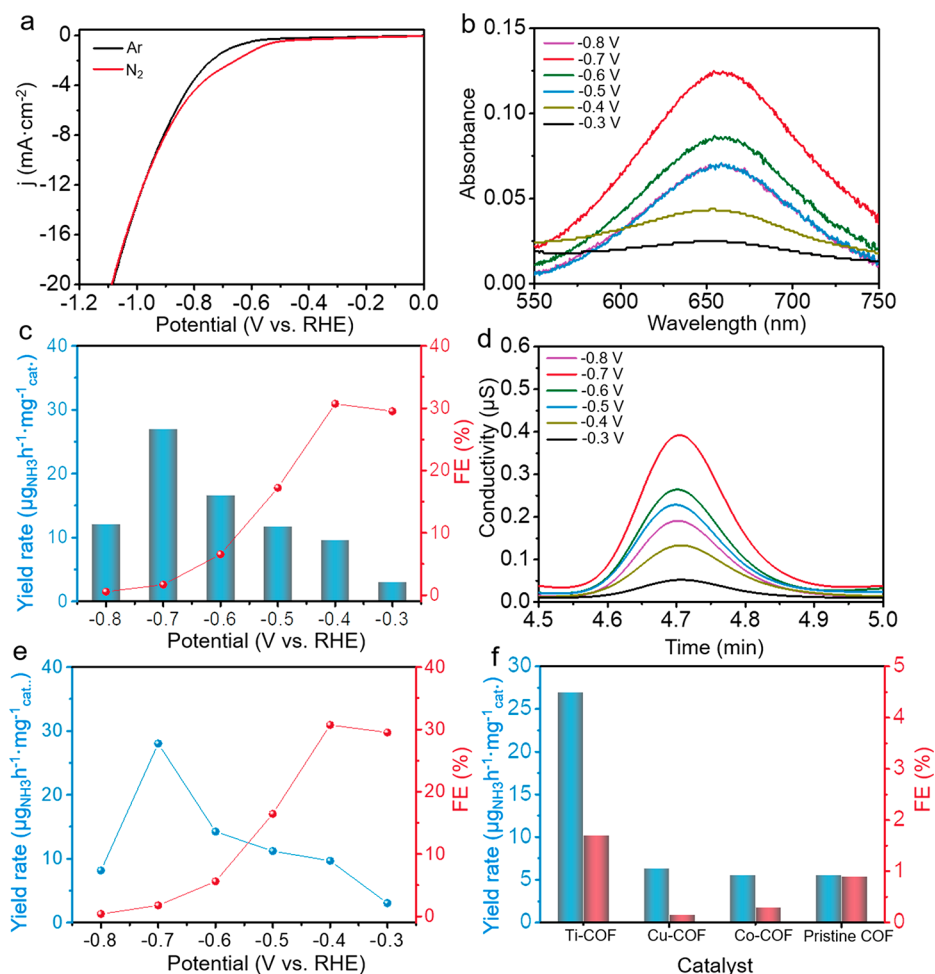 a
Ar
N2
j (mA·cm-2)
0
-4
-8
-12
-16
-20
-1.2 -1.0 -0.8 -0.6 -0.4 -0.2 0.0
Potential (V vs. RHE)
b
-0.8 V
-0.7 V
-0.6 V
-0.5 V
-0.4 V
-0.3 V
Absorbance
0.15
0.10
0.05
0.00
550 600 650 700 750
Wavelength (nm)
c
Yield rate (μgNH3h-1·mg-1cat.)
40
30
20
10
0
FE (%)
40
30
20
10
0
-0.8 -0.7 -0.6 -0.5 -0.4 -0.3
Potential (V vs. RHE)
d
-0.8 V
-0.7 V
-0.6 V
-0.5 V
-0.4 V
-0.3 V
Conductivity (μS)
0.6
0.5
0.4
0.3
0.2
0.1
0.0
4.5 4.6 4.7 4.8 4.9 5.0
Time (min)
e
Yield rate (μgNH3h-1·mg-1cat..)
40
30
20
10
0
FE (%)
40
30
20
10
0
-0.8 -0.7 -0.6 -0.5 -0.4 -0.3
Potential (V vs. RHE)
f
Yield rate (μgNH3h-1·mg-1cat.)
30
25
20
15
10
5
0
FE (%)
5
4
3
2
1
0
Ti-COF Cu-COF Co-COF Pristine COF
Catalyst